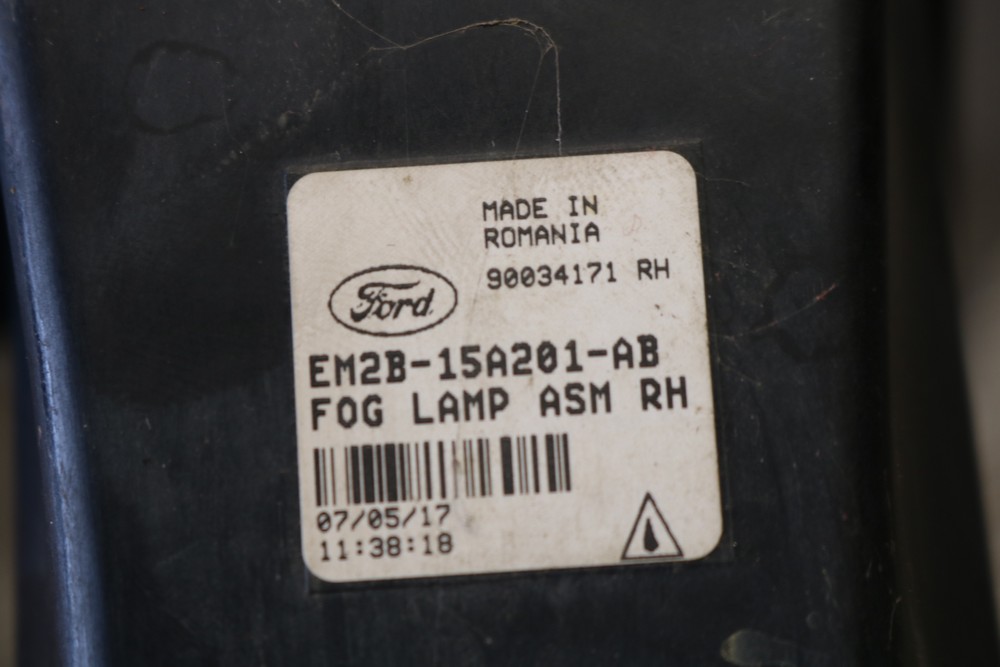 MADE IN
ROMANIA
90034171 RH
Ford
EM2B-15A201-AB
FOG LAMP ASM RH
07/05/17
11:38:18